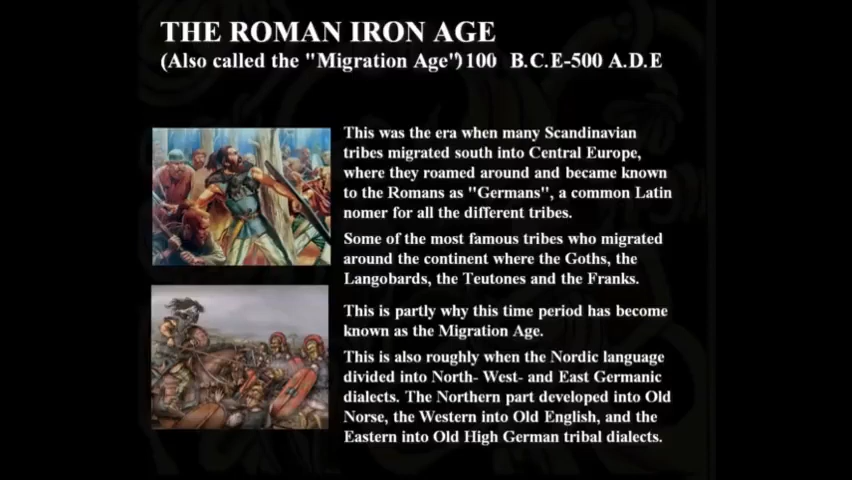 THE ROMAN IRON AGE
(Also called the "Migration Age")100 B.C.E-500 A.D.E
This was the era when many Scandinavian
tribes migrated south into Central Europe,
where they roamed around and became known
to the Romans as "Germans", a common Latin
nomer for all the different tribes.
Some of the most famous tribes who migrated
around the continent where the Goths, the
Langobards, the Teutones and the Franks.
This is partly why this time period has become
known as the Migration Age.
This is also roughly when the Nordic language
divided into North- West- and East Germanic
dialects. The Northern part developed into Old
Norse, the Western into Old English, and the
Eastern into Old High German tribal dialects.